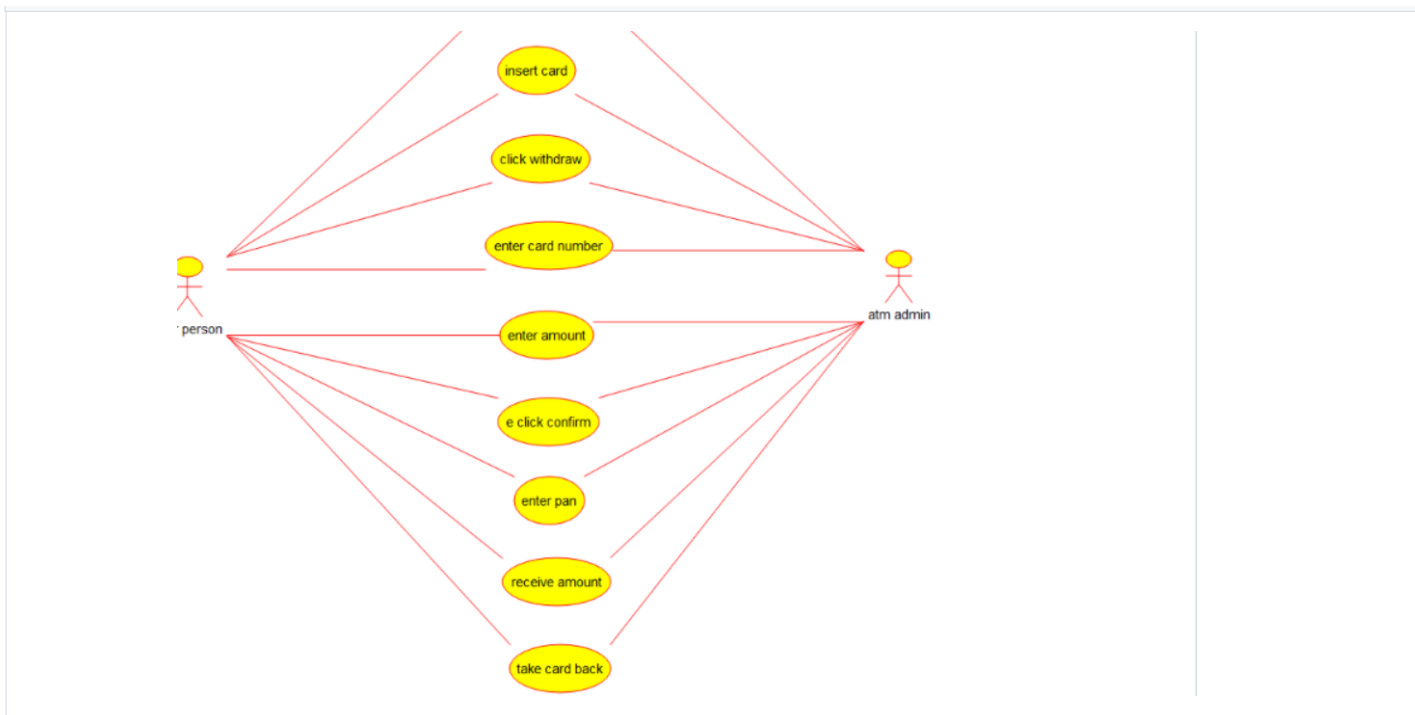 insert card
click withdraw
enter card number
person
atm admin
enter amount
e click confirm
enter pan
receive amount
take card back